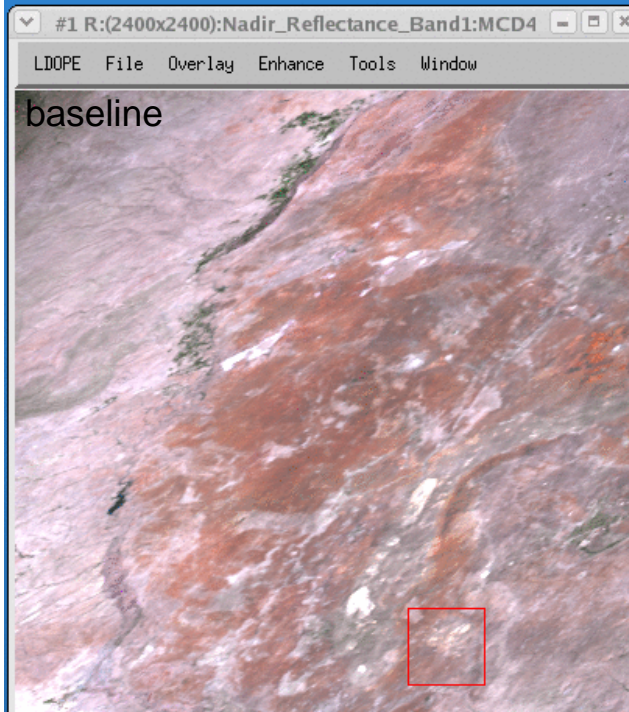 #1 R:(2400x2400):Nadir_Reflectance_Band1:MCD4
LDOPE File Overlay Enhance Tools Window
baseline